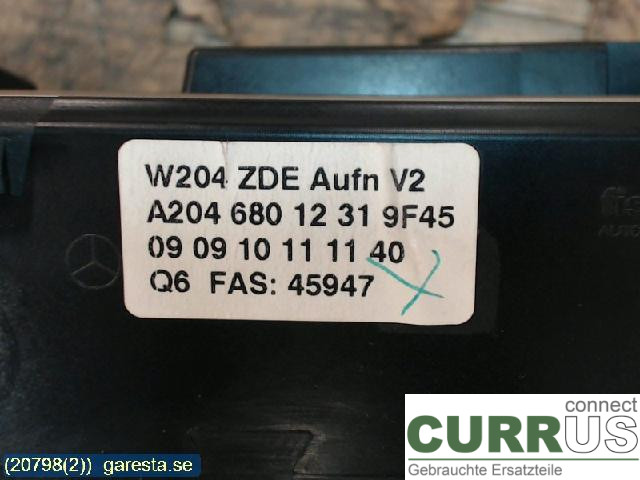 W204 ZDE Aufn V2
A204 680 12 31 9F45
09 09 10 11 11 40
Q6 FAS: 45947
connect
CURRUS
Gebrauchte Ersatzteile
(20798(2)) garesta.se